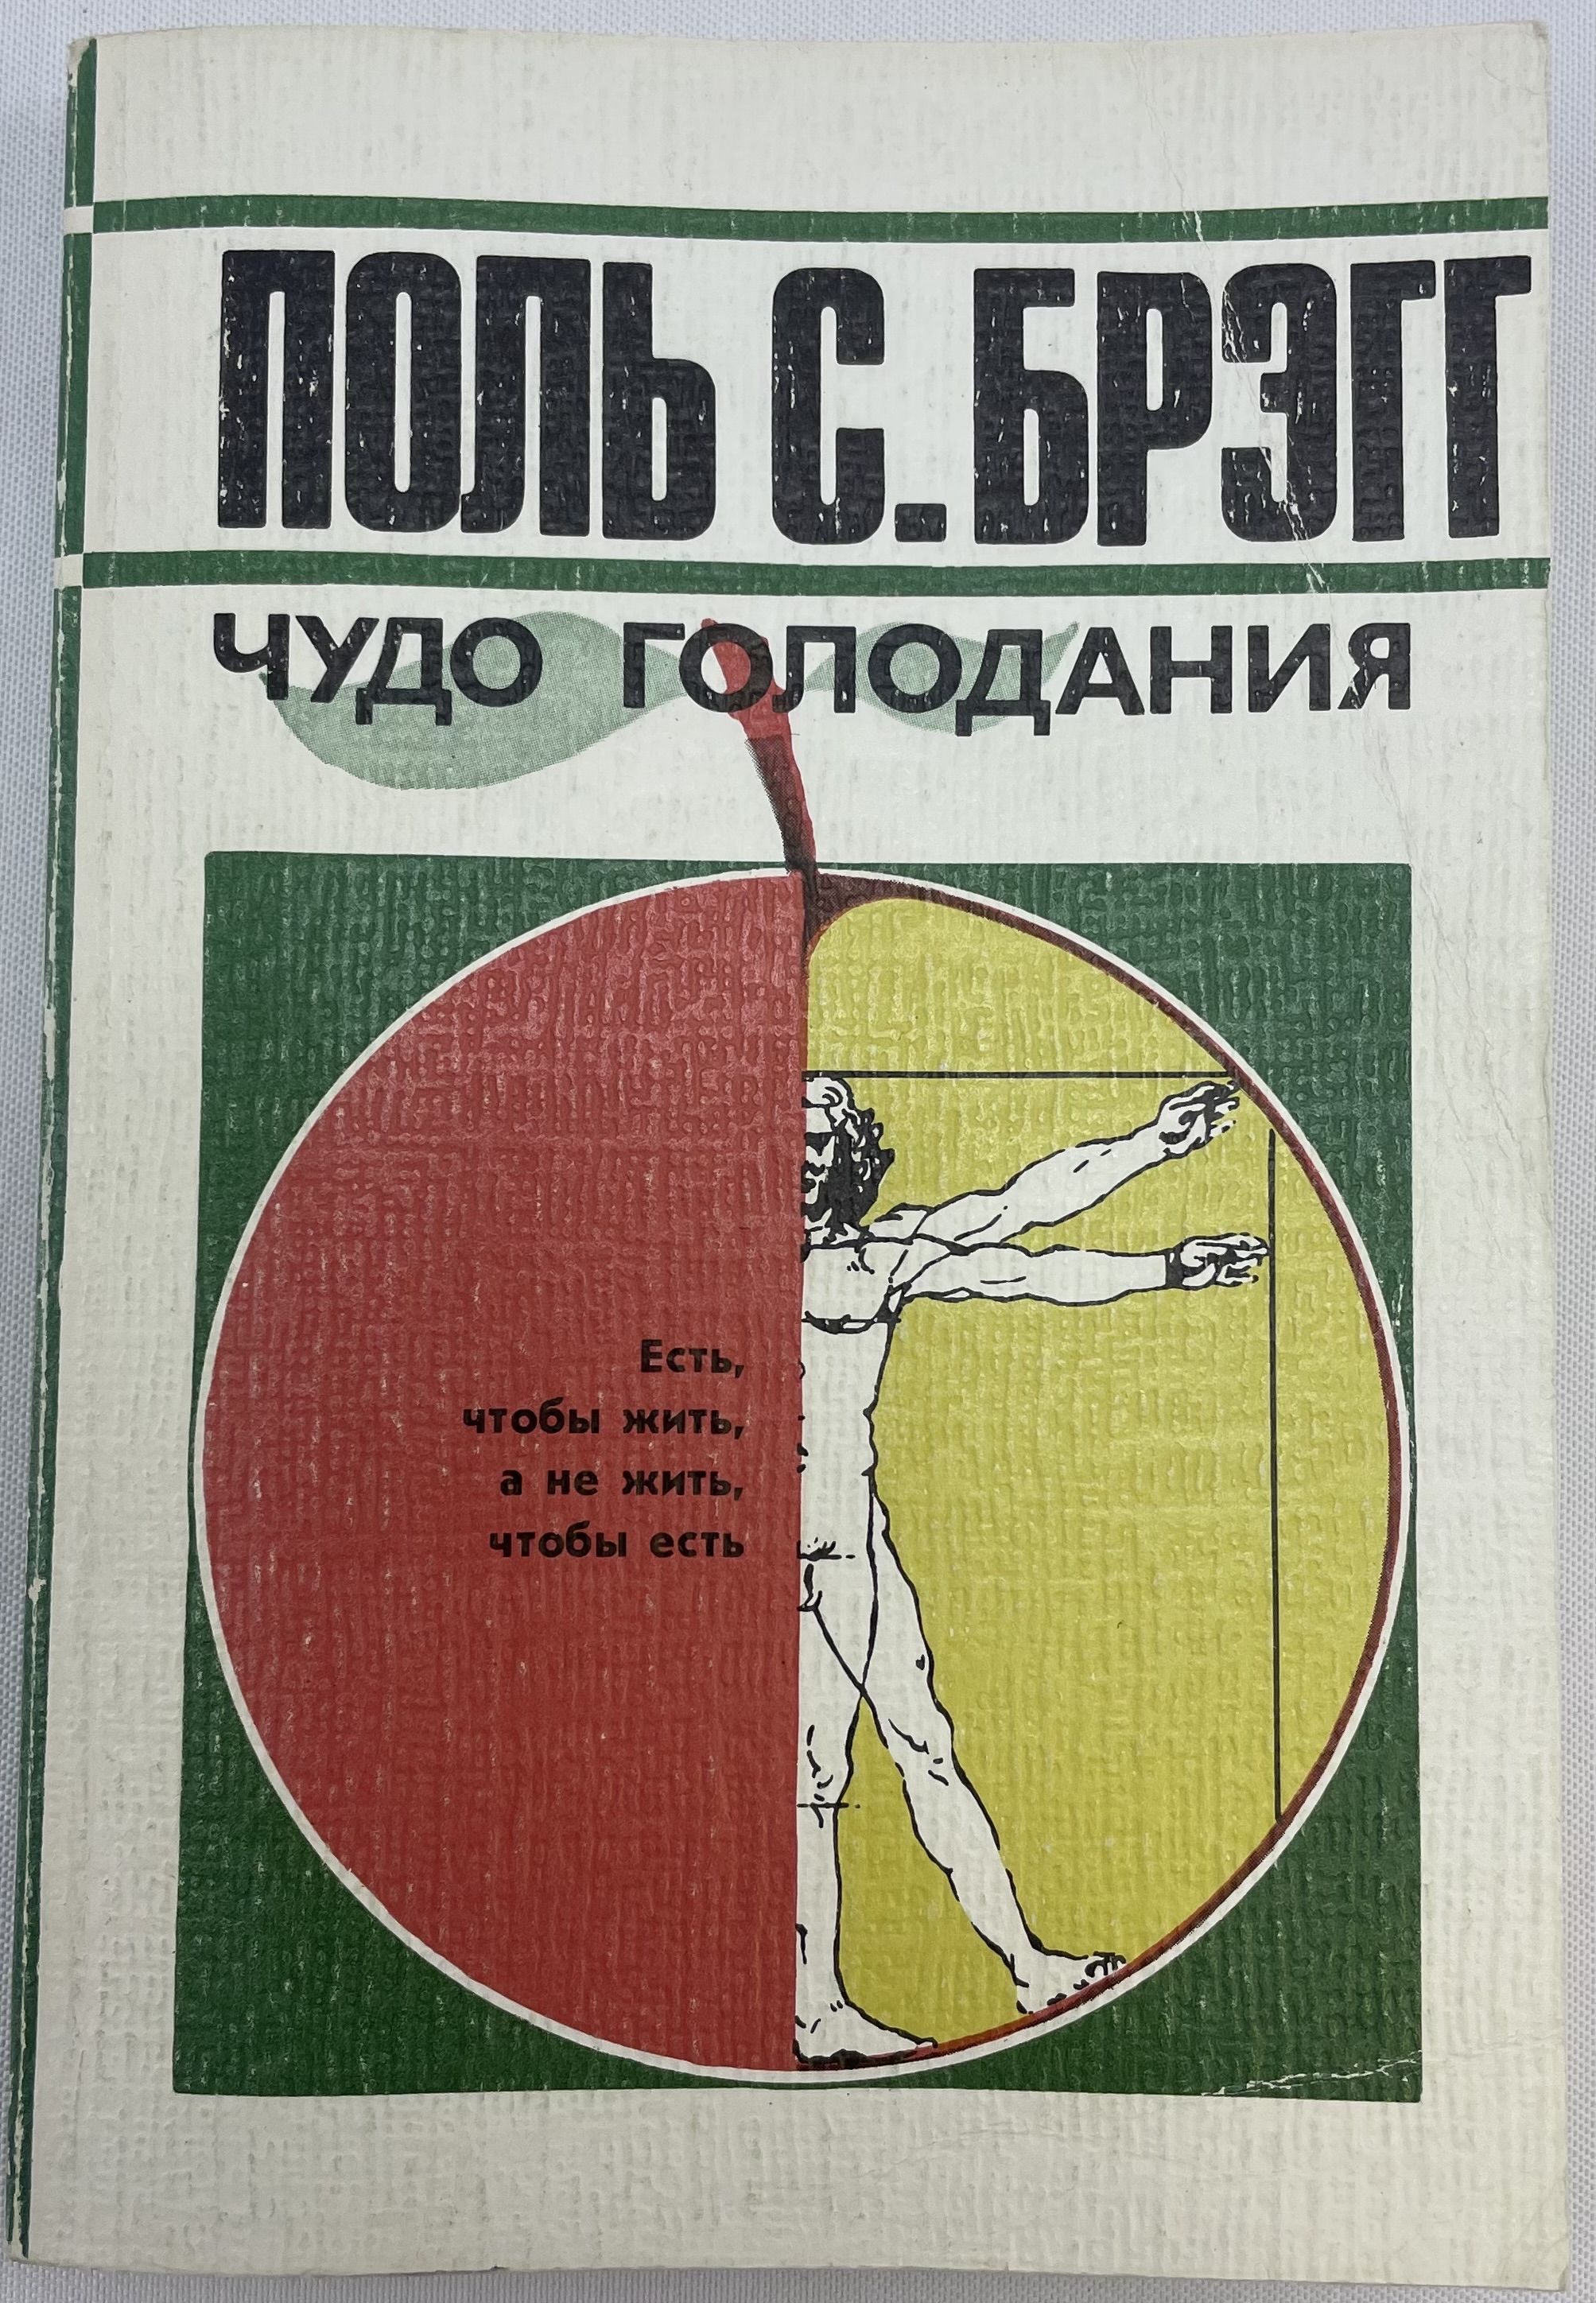 ПОЛЬ С. БРЭГГ
ЧУДО ГОЛОДАНИЯ
Есть,
чтобы жить,
а не жить,
чтобы есть